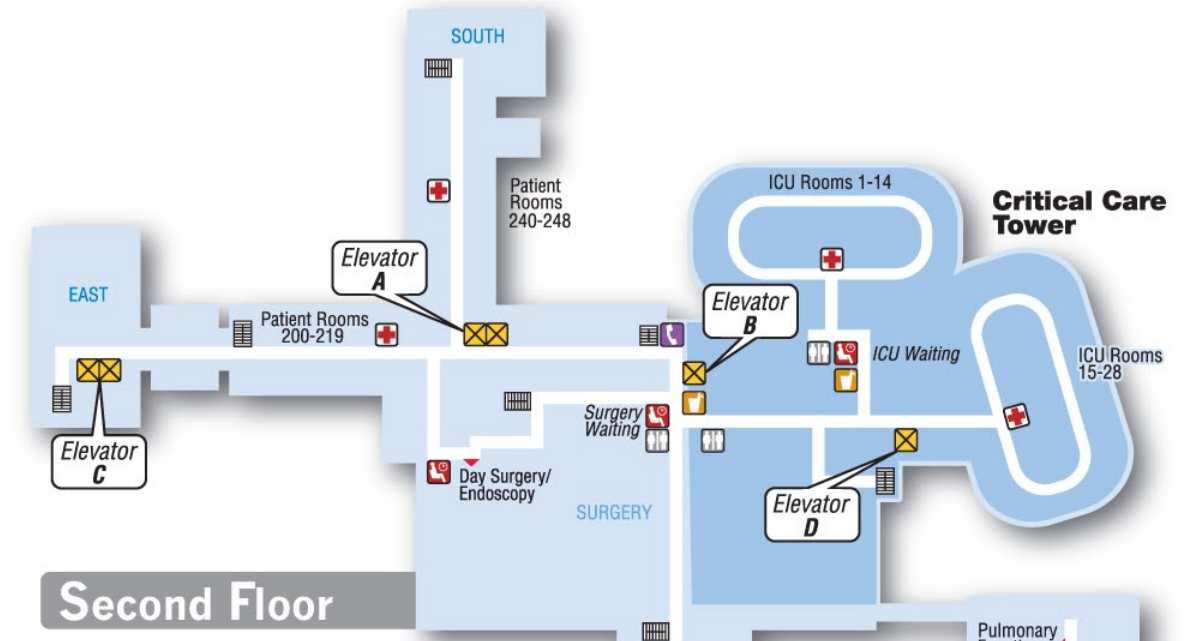 SOUTH
ICU Rooms 1-14
Critical Care
Tower
Patient
Rooms
240-248
Elevator
A
EAST
Elevator
B
Patient Rooms
200-219
ICU Waiting
ICU Rooms
15-28
Surgery
Waiting
Elevator
C
Day Surgery/
Endoscopy
SURGERY
Elevator
D
Second Floor
Pulmonary